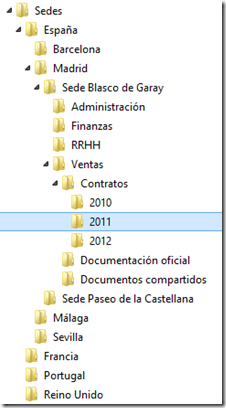 Sedes
España
Barcelona
Madrid
Sede Blasco de Garay
Administración
Finanzas
RRHH
Ventas
Contratos
2010
2011
2012
Documentación oficial
Documentos compartidos
Sede Paseo de la Castellana
Málaga
Sevilla
Francia
Portugal
Reino Unido